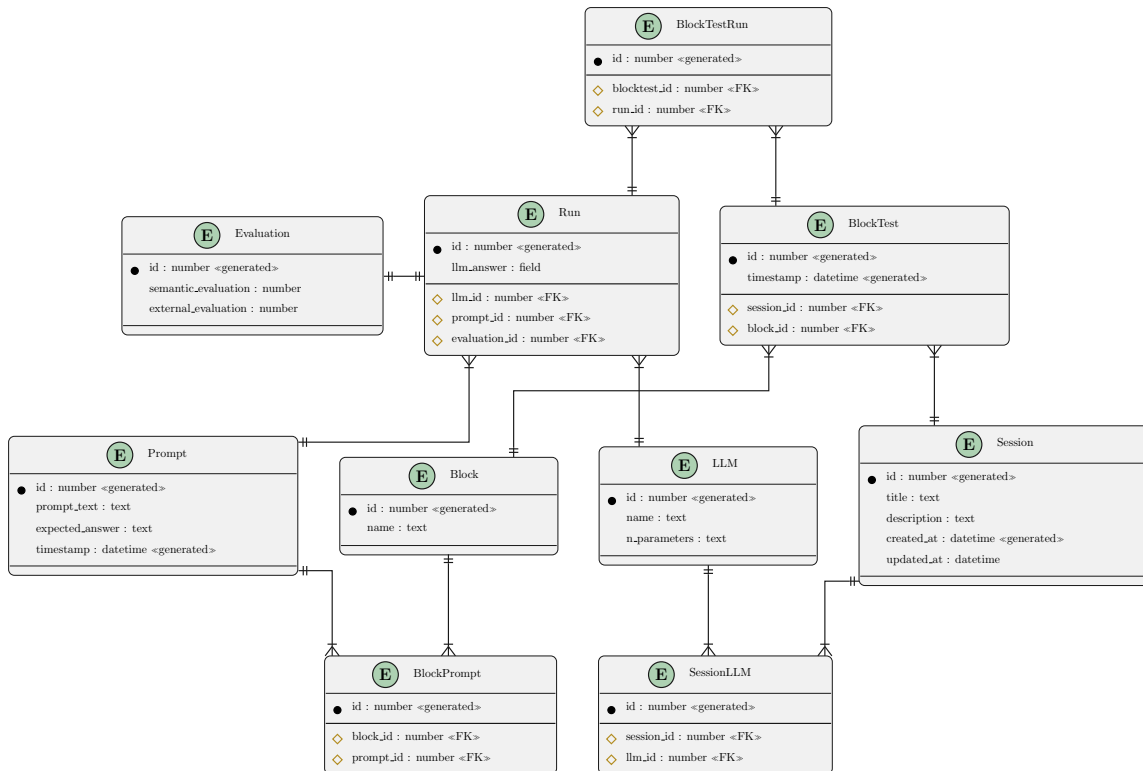 E BlockTestRun
id : number «generated»
blocktest_id : number «FK»
run_id : number «FK»
E Evaluation
id : number «generated»
semantic_evaluation : number
external_evaluation : number
E Run
id : number «generated»
llm_answer : field
llm_id : number «FK»
prompt_id : number «FK»
evaluation_id : number «FK»
E BlockTest
id : number «generated»
timestamp : datetime «generated»
session_id : number «FK»
block_id : number «FK»
E Prompt
id : number «generated»
prompt_text : text
expected_answer : text
timestamp : datetime «generated»
E Block
id : number «generated»
name : text
E LLM
id : number «generated»
name : text
n_parameters : text
E Session
id : number «generated»
title : text
description : text
created_at : datetime «generated»
updated_at : datetime
E BlockPrompt
id : number «generated»
block_id : number «FK»
prompt_id : number «FK»
E SessionLLM
id : number «generated»
session_id : number «FK»
llm_id : number «FK»